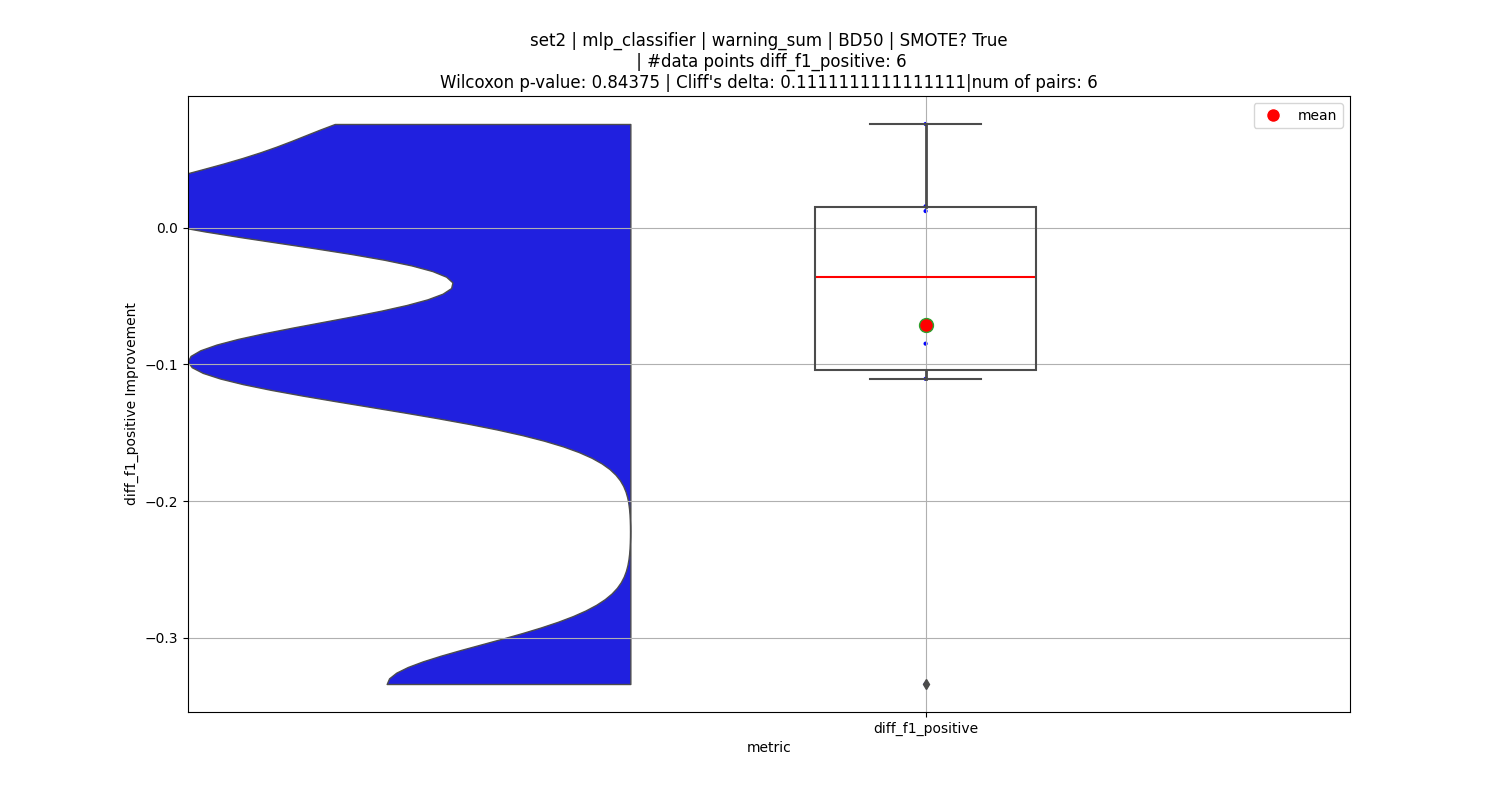 set2 | mlp_classifier | warning_sum | BD50 | SMOTE? True
| #data points diff_f1_positive: 6
Wilcoxon p-value: 0.84375 | Cliff's delta: 0.1111111111111111|num of pairs: 6
mean
0.0
−0.1
−0.2
−0.3
diff_f1_positive Improvement
diff_f1_positive
metric